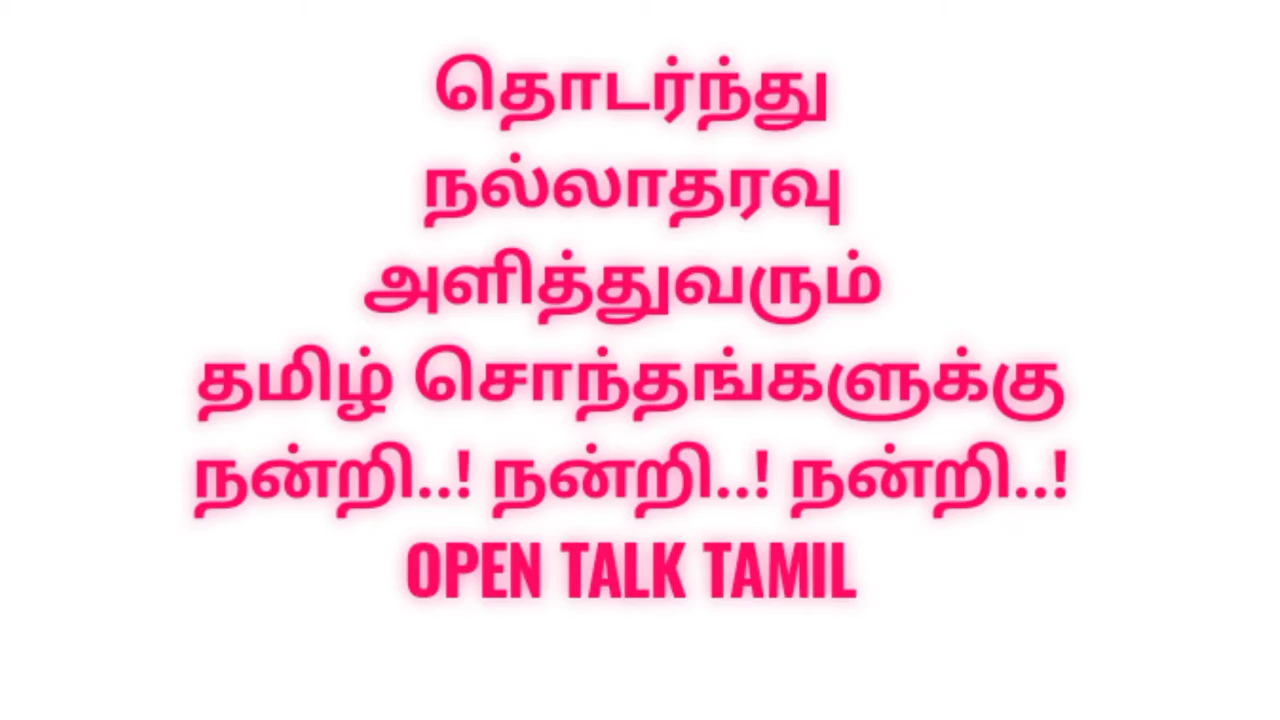 தொடர்ந்து
நல்லாதரவு
அளித்துவரும்
தமிழ் சொந்தங்களுக்கு
நன்றி..! நன்றி..! நன்றி..!
OPEN TALK TAMIL